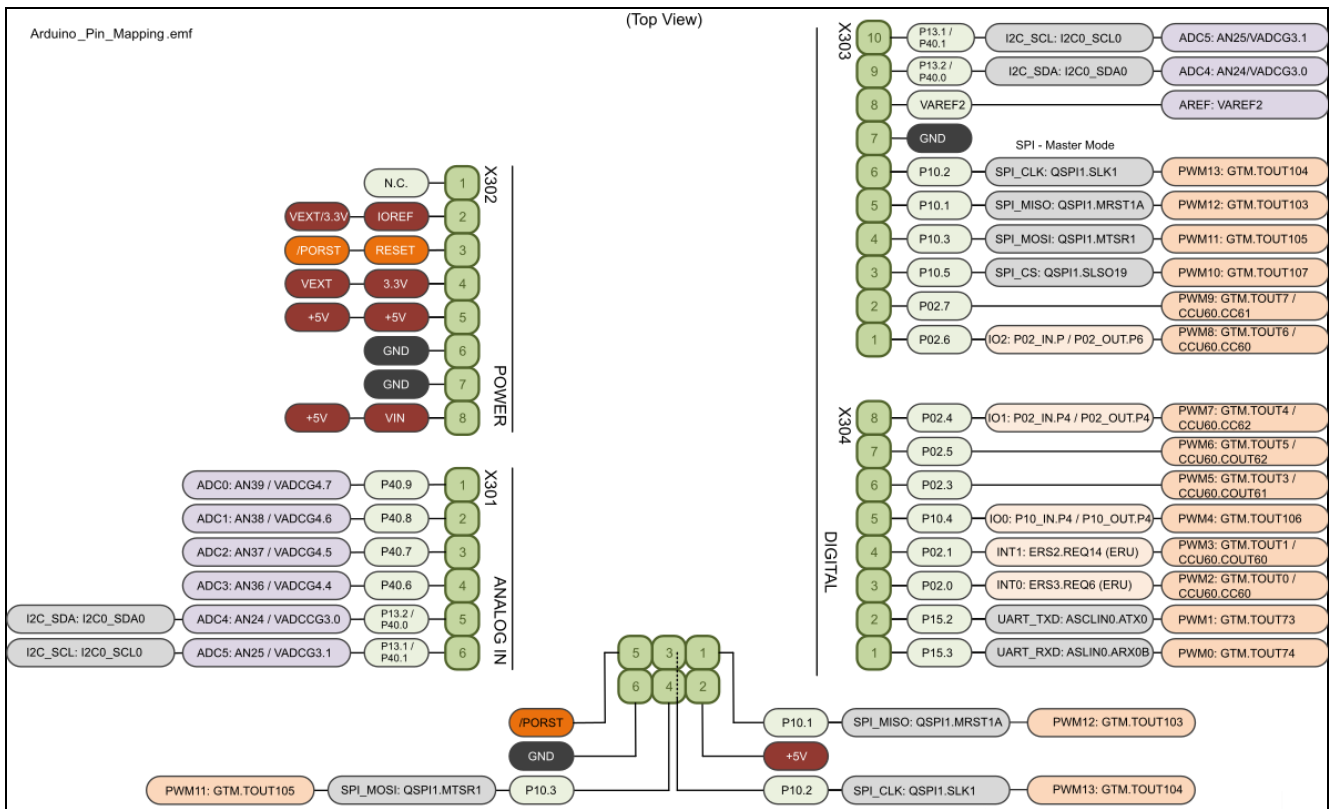 (Top View)
Arduino_Pin_Mapping.emf
X302
N.C. 1
VEXT/3.3V IOREF 2
/PORST RESET 3
VEXT 3.3V 4
+5V +5V 5
GND 6
GND 7
+5V VIN 8
POWER
X301
ADC0: AN39 / VADCG4.7 P40.9 1
ADC1: AN38 / VADCG4.6 P40.8 2
ADC2: AN37 / VADCG4.5 P40.7 3
ADC3: AN36 / VADCG4.4 P40.6 4
I2C_SDA: I2C0_SDA0 ADC4: AN24 / VADCCG3.0 P13.2 / P40.0 5
I2C_SCL: I2C0_SCL0 ADC5: AN25 / VADCG3.1 P13.1 / P40.1 6
ANALOG IN
X303
10 P13.1 / P40.1 I2C_SCL: I2C0_SCL0 ADC5: AN25/VADCG3.1
9 P13.2 / P40.0 I2C_SDA: I2C0_SDA0 ADC4: AN24/VADCG3.0
8 VAREF2 AREF: VAREF2
7 GND
SPI - Master Mode
6 P10.2 SPI_CLK: QSPI1.SLK1 PWM13: GTM.TOUT104
5 P10.1 SPI_MISO: QSPI1.MRST1A PWM12: GTM.TOUT103
4 P10.3 SPI_MOSI: QSPI1.MTSR1 PWM11: GTM.TOUT105
3 P10.5 SPI_CS: QSPI1.SLSO19 PWM10: GTM.TOUT107
2 P02.7 PWM9: GTM.TOUT7 / CCU60.CC61
1 P02.6 IO2: P02_IN.P / P02_OUT.P6 PWM8: GTM.TOUT6 / CCU60.CC60
X304
8 P02.4 IO1: P02_IN.P4 / P02_OUT.P4 PWM7: GTM.TOUT4 / CCU60.CC62
7 P02.5 PWM6: GTM.TOUT5 / CCU60.COUT62
6 P02.3 PWM5: GTM.TOUT3 / CCU60.COUT61
5 P10.4 IO0: P10_IN.P4 / P10_OUT.P4 PWM4: GTM.TOUT106
4 P02.1 INT1: ERS2.REQ14 (ERU) PWM3: GTM.TOUT1 / CCU60.COUT60
3 P02.0 INT0: ERS3.REQ6 (ERU) PWM2: GTM.TOUT0 / CCU60.CC60
2 P15.2 UART_TXD: ASCLIN0.ATX0 PWM1: GTM.TOUT73
1 P15.3 UART_RXD: ASLIN0.ARX0B PWM0: GTM.TOUT74
DIGITAL
5 3 1
6 4 2
/PORST
GND
PWM11: GTM.TOUT105 SPI_MOSI: QSPI1.MTSR1 P10.3
P10.1 SPI_MISO: QSPI1.MRST1A PWM12: GTM.TOUT103
+5V
P10.2 SPI_CLK: QSPI1.SLK1 PWM13: GTM.TOUT104